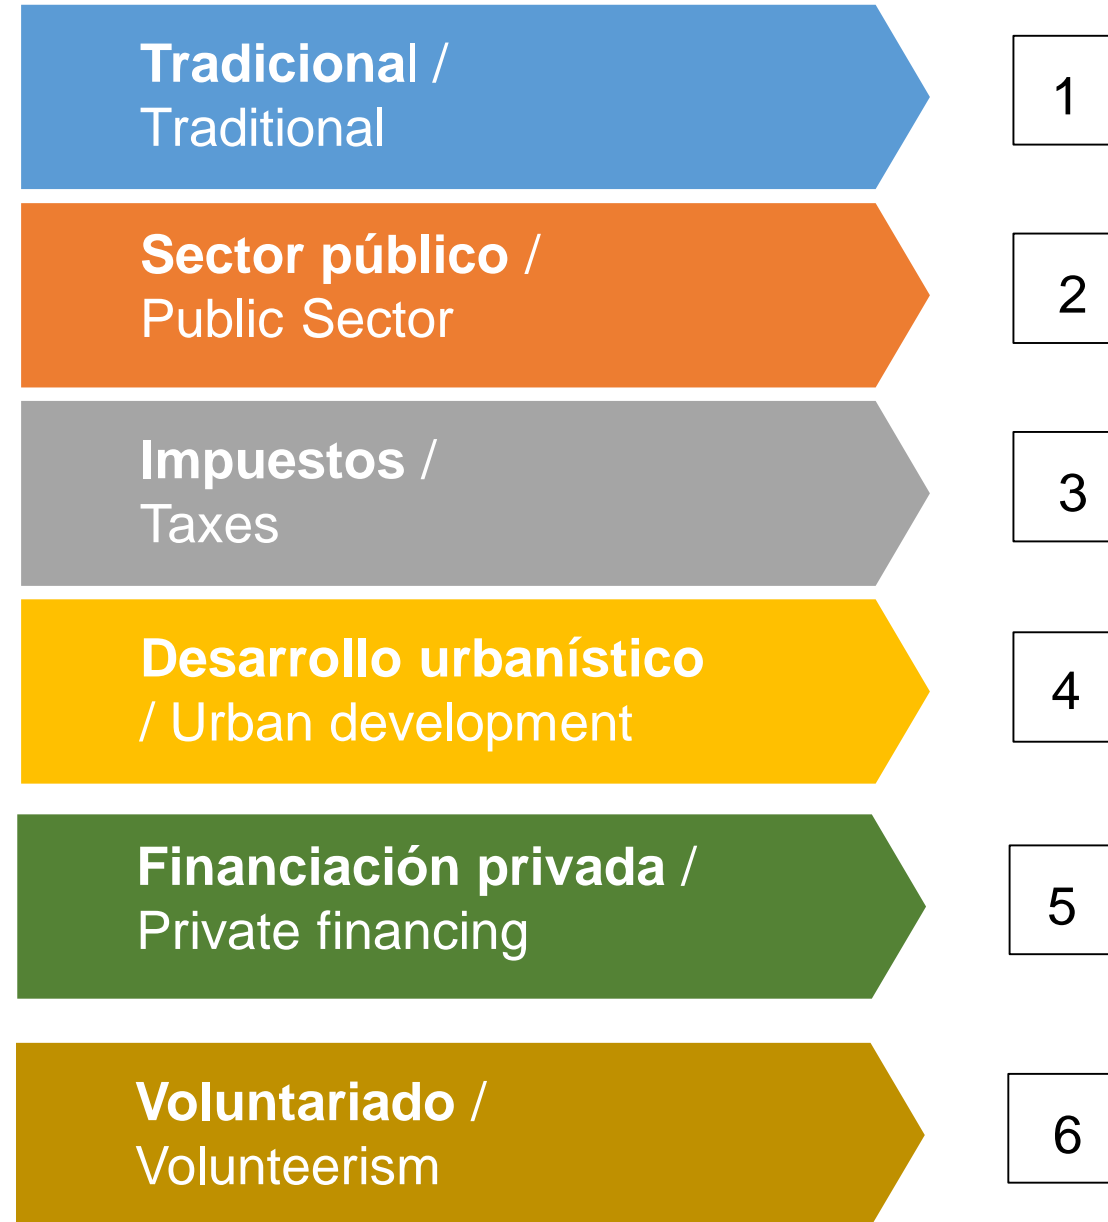 Tradicional /
Traditional
1
Sector público /
Public Sector
2
Impuestos /
Taxes
3
Desarrollo urbanístico
/ Urban development
4
Financiación privada /
Private financing
5
Voluntariado /
Volunteerism
6